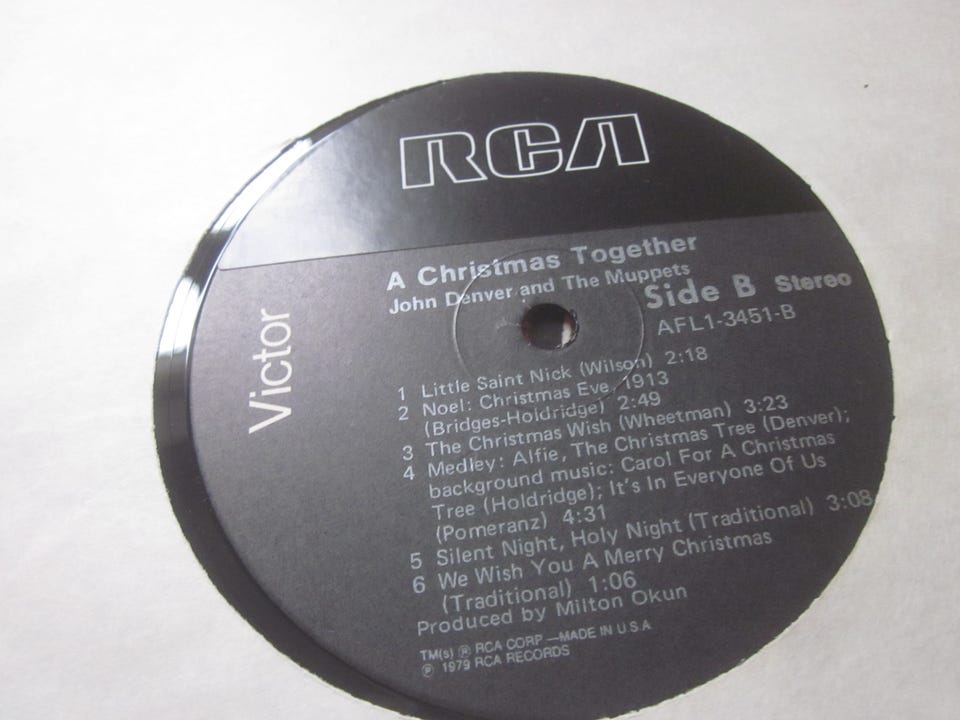 RCA
Victor
A Christmas Together
John Denver and The Muppets
Side B Stereo
AFL1-3451-B
1 Little Saint Nick (Wilson) 2:18
2 Noel: Christmas Eve, 1913
(Bridges-Holdridge) 2:49
3 The Christmas Wish (Wheetman) 3:23
4 Medley: Alfie, The Christmas Tree (Denver);
background music: Carol For A Christmas
Tree (Holdridge); It's In Everyone Of Us
(Pomeranz) 4:31
5 Silent Night, Holy Night (Traditional) 3:08
6 We Wish You A Merry Christmas
(Traditional) 1:06
Produced by Milton Okun
TM(s) ® RCA CORP—MADE IN U.S.A
℗ 1979 RCA RECORDS